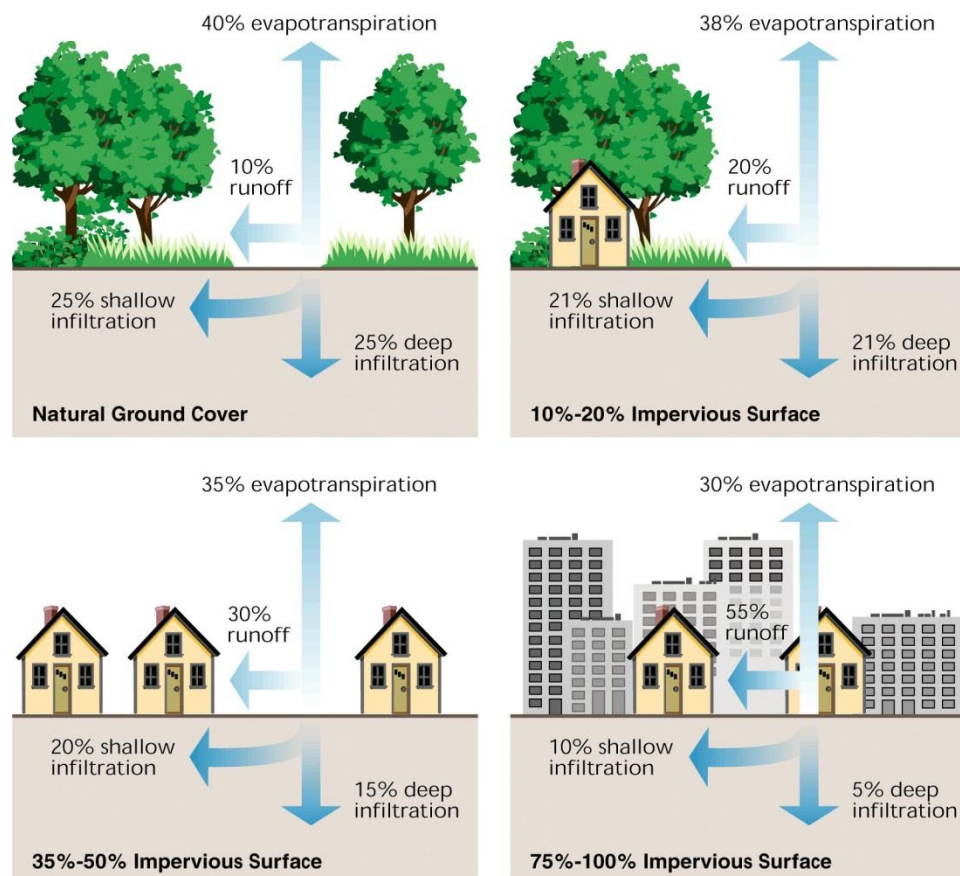 40% evapotranspiration
10%
runoff
25% shallow
infiltration
25% deep
infiltration
Natural Ground Cover
38% evapotranspiration
20%
runoff
21% shallow
infiltration
21% deep
infiltration
10%-20% Impervious Surface
35% evapotranspiration
30%
runoff
20% shallow
infiltration
15% deep
infiltration
35%-50% Impervious Surface
30% evapotranspiration
55%
runoff
10% shallow
infiltration
5% deep
infiltration
75%-100% Impervious Surface